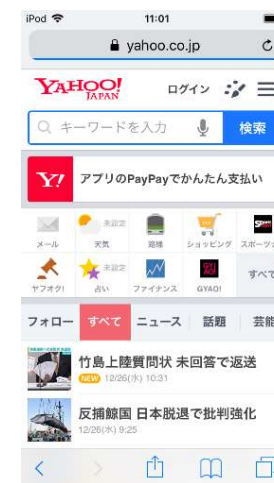 iPod 11:01
yahoo.co.jp
YAHOO!
JAPAN
ログイン
キーワードを入力 検索
Y! アプリのPayPayでかんたん支払い
未設定
メール 天気 路線 ショッピング スポーツナ
未設定 GYAO!
ヤフオク! 占い ファイナンス GYAO! すべて
フォロー すべて ニュース 話題 芸能
竹島上陸質問状 未回答で返送
NEW 12/26(水) 10:31
反捕鯨国 日本脱退で批判強化
12/26(水) 9:25